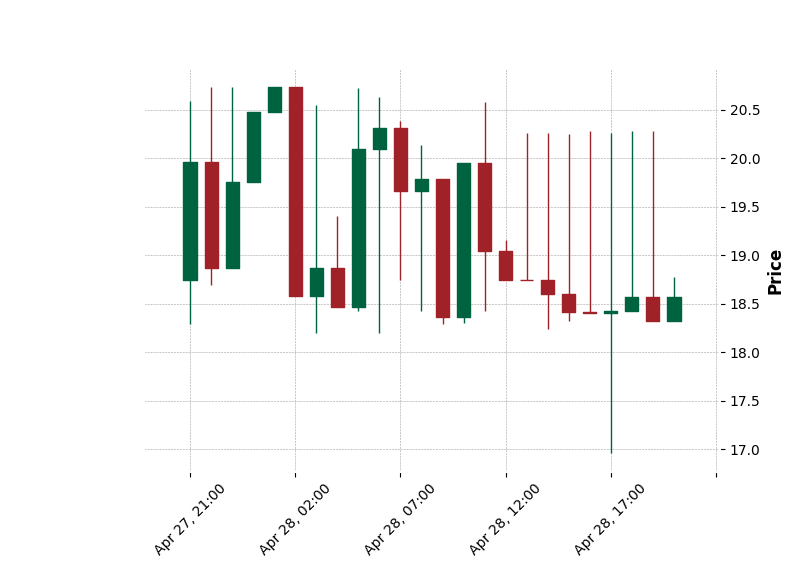 20.5
20.0
19.5
19.0
18.5
18.0
17.5
17.0
Price
Apr 27, 21:00
Apr 28, 02:00
Apr 28, 07:00
Apr 28, 12:00
Apr 28, 17:00